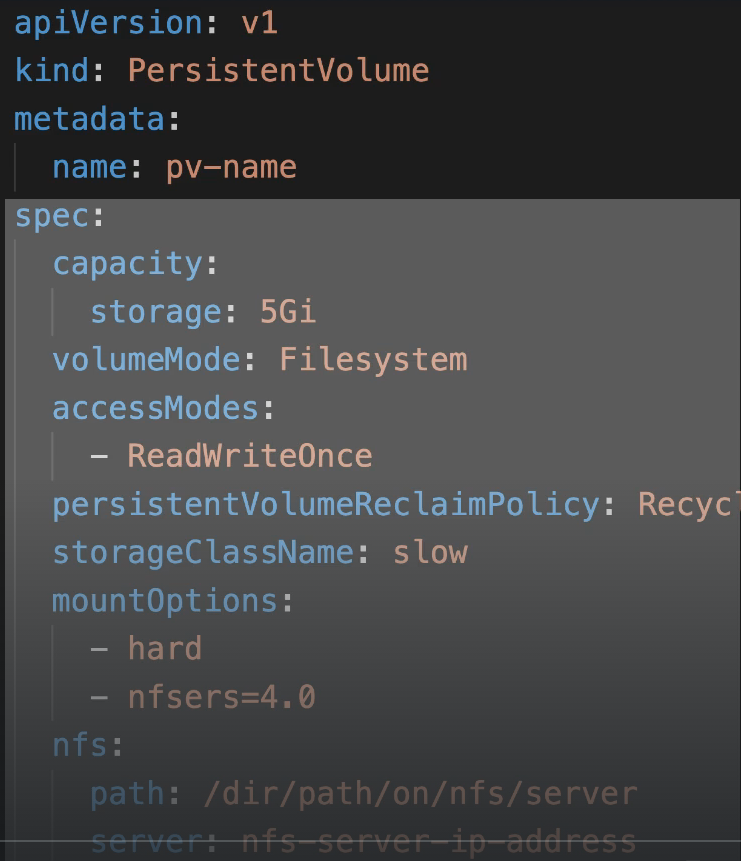 apiVersion: v1
kind: PersistentVolume
metadata:
  name: pv-name
spec:
  capacity:
    storage: 5Gi
  volumeMode: Filesystem
  accessModes:
    - ReadWriteOnce
  persistentVolumeReclaimPolicy: Recycl
  storageClassName: slow
  mountOptions:
    - hard
    - nfsers=4.0
  nfs:
    path: /dir/path/on/nfs/server
    server: nfs-server-ip-address